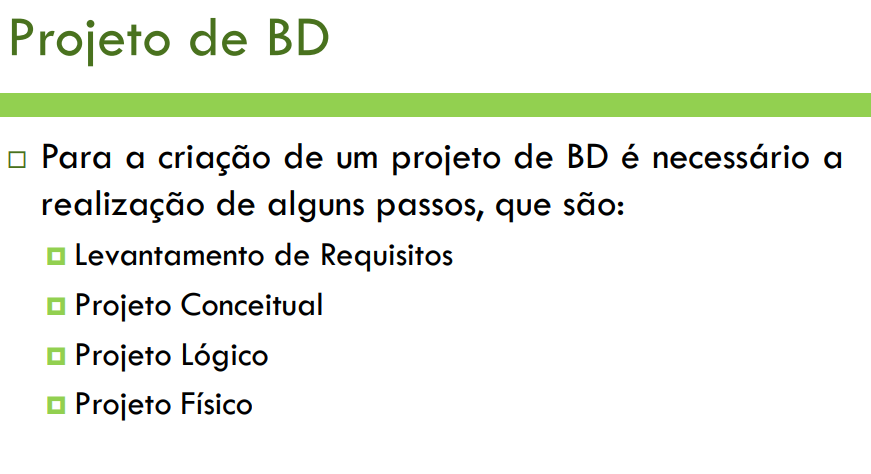 Projeto de BD
Para a criação de um projeto de BD é necessário a
realização de alguns passos, que são:
Levantamento de Requisitos
Projeto Conceitual
Projeto Lógico
Projeto Físico